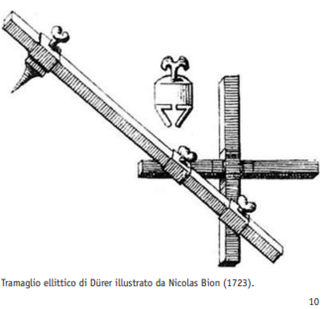 Tramaglio ellittico di Dürer illustrato da Nicolas Bion (1723).
10